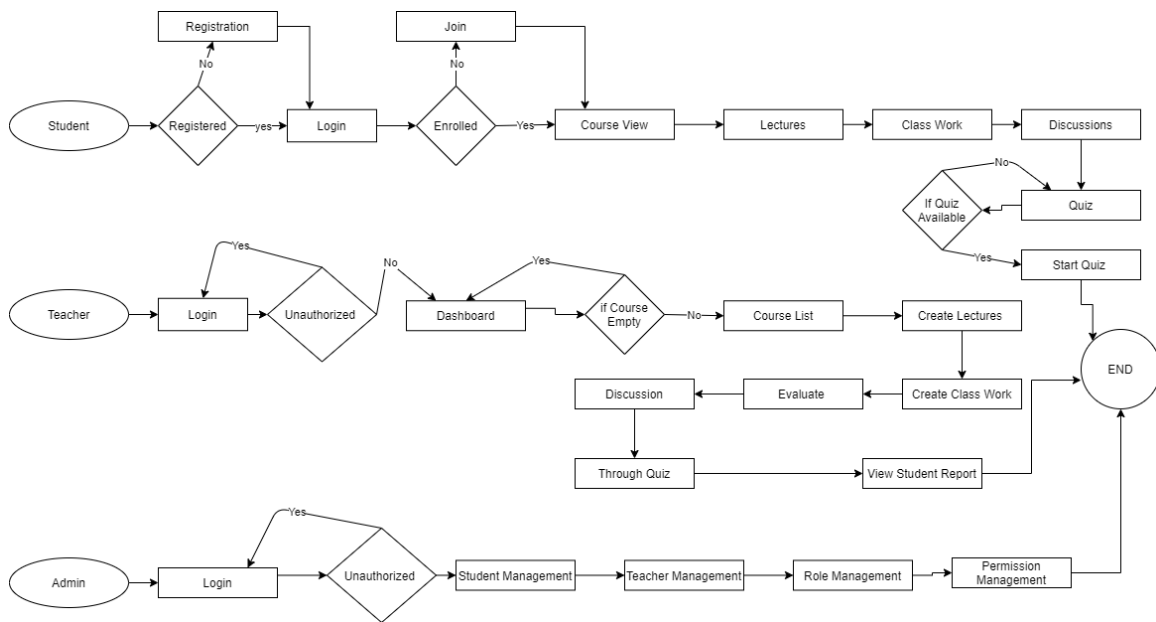 Registration
Join
No
No
Student
Registered
yes
Login
Enrolled
Yes
Course View
Lectures
Class Work
Discussions
No
If Quiz
Available
Quiz
Yes
Start Quiz
Yes
No
Yes
Teacher
Login
Unauthorized
Dashboard
if Course
Empty
No
Course List
Create Lectures
END
Discussion
Evaluate
Create Class Work
Through Quiz
View Student Report
Yes
Admin
Login
Unauthorized
Student Management
Teacher Management
Role Management
Permission
Management